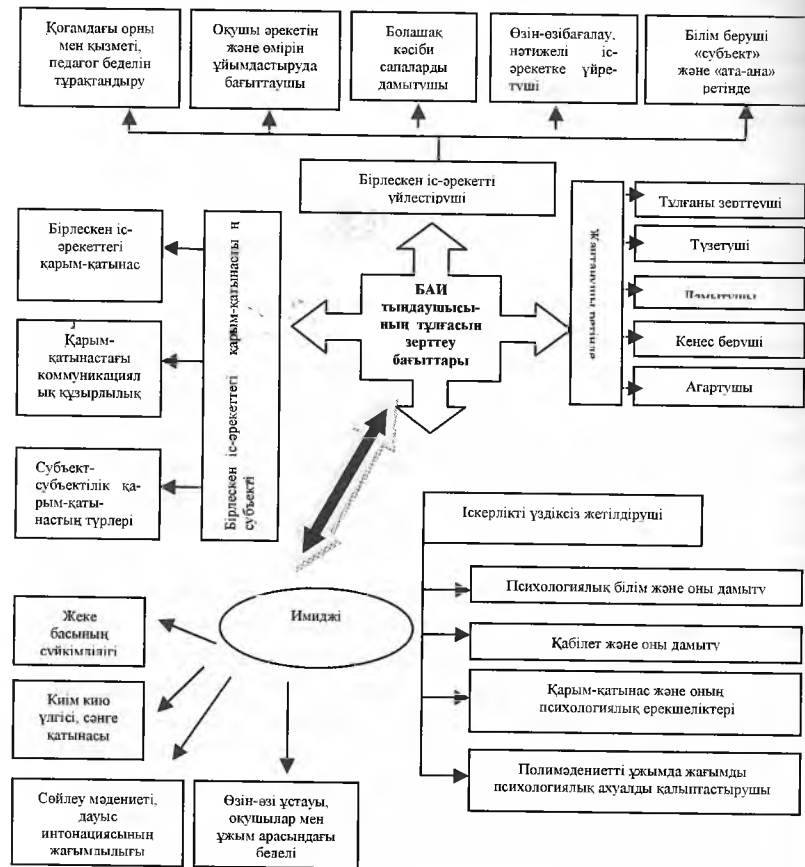 Қоғамдағы орны
мен қызметі,
педагог беделін
тұрақтандыру
Оқушы әрекетін
және өмірін
ұйымдастыруда
бағыттаушы
Болашақ
кәсіби
сапаларды
дамытушы
Өзін-өзібағалау,
нәтижелі іс-
әрекетке үйре-
туші
Білім беруші
«субъект»
және «ата-ана»
ретінде
Бірлескен іс-әрекетті
үйлестіруші
Бірлескен іс-
әрекеттегі
қарым-қатынас
Қарым-
қатынастағы
коммуникациял
ық құзырлылық
Субъект-
субъектілік қа-
рым-қаты-
настың түрлері
Бірлескен іс-әрекеттегі қарым-қатынасты ң
субъекті
БАИ
тыңдаушысы-
ның тұлғасын
зерттеу
бағыттары
ретінде
Тұлғаны зерттеуші
Түзетуші
Дамытушы
Кеңес беруші
Ағартушы
Іскерлікті үздіксіз жетілдіруші
Психологиялық білім және оны дамыту
Қабілет және оны дамыту
Қарым-қатынас және оның
психологиялық ерекшеліктері
Полимәдениетті ұжымда жағымды
психологиялық ахуалды қалыптастырушы
Имиджі
Жеке
басының
сүйкімділігі
Киім кию
үлгісі, сәнге
қатынасы
Сөйлеу мәдениеті,
дауыс
интонациясының
жағымдылығы
Өзін-өзі ұстауы,
оқушылар мен
ұжым арасындағы
беделі